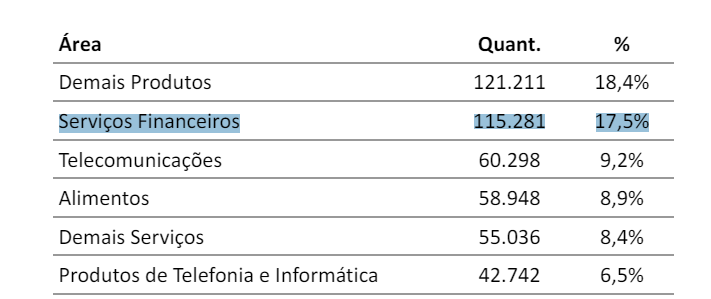 Área Quant. %
Demais Produtos 121.211 18,4%
Serviços Financeiros 115.281 17,5%
Telecomunicações 60.298 9,2%
Alimentos 58.948 8,9%
Demais Serviços 55.036 8,4%
Produtos de Telefonia e Informática 42.742 6,5%